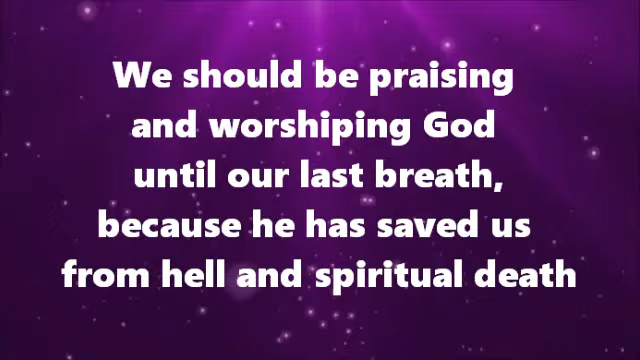 We should be praising
and worshiping God
until our last breath,
because he has saved us
from hell and spiritual death